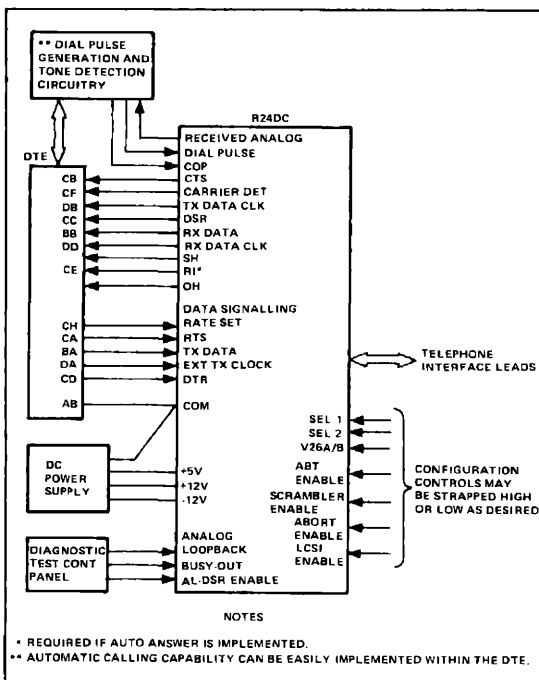 ** DIAL PULSE
GENERATION AND
TONE DETECTION
CIRCUITRY
R24DC
RECEIVED ANALOG
DIAL PULSE
COP
DTE
CB CTS
CF CARRIER DET
DB TX DATA CLK
CC DSR
BB RX DATA
DD RX DATA CLK
SH
CE RI*
OH
DATA SIGNALLING
CH RATE SET
CA RTS
BA TX DATA
DA EXT TX CLOCK
CD DTR
AB COM
TELEPHONE
INTERFACE LEADS
SEL 1
SEL 2
V26A/B
ABT
ENABLE
SCRAMBLER
ENABLE
ABORT
ENABLE
LCSI
ENABLE
CONFIGURATION
CONTROLS MAY
BE STRAPPED HIGH
OR LOW AS DESIRED
DC
POWER
SUPPLY
+5V
+12V
-12V
DIAGNOSTIC
TEST CONT
PANEL
ANALOG
LOOPBACK
BUSY-OUT
AL-DSR ENABLE
NOTES
* REQUIRED IF AUTO ANSWER IS IMPLEMENTED.
** AUTOMATIC CALLING CAPABILITY CAN BE EASILY IMPLEMENTED WITHIN THE DTE.